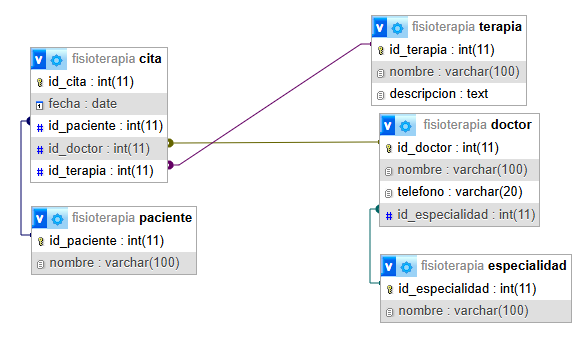 fisioterapia cita
id_cita : int(11)
fecha : date
# id_paciente : int(11)
# id_doctor : int(11)
# id_terapia : int(11)
fisioterapia paciente
id_paciente : int(11)
nombre : varchar(100)
fisioterapia terapia
id_terapia : int(11)
nombre : varchar(100)
descripcion : text
fisioterapia doctor
id_doctor : int(11)
nombre : varchar(100)
telefono : varchar(20)
# id_especialidad : int(11)
fisioterapia especialidad
id_especialidad : int(11)
nombre : varchar(100)